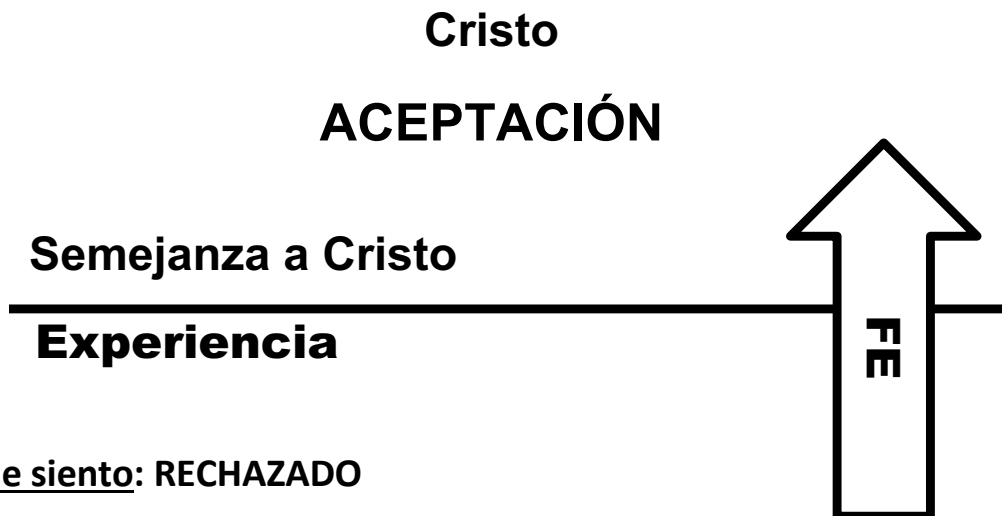 Cristo
ACEPTACIÓN
Semejanza a Cristo
Experiencia
FE
e siento: RECHAZADO